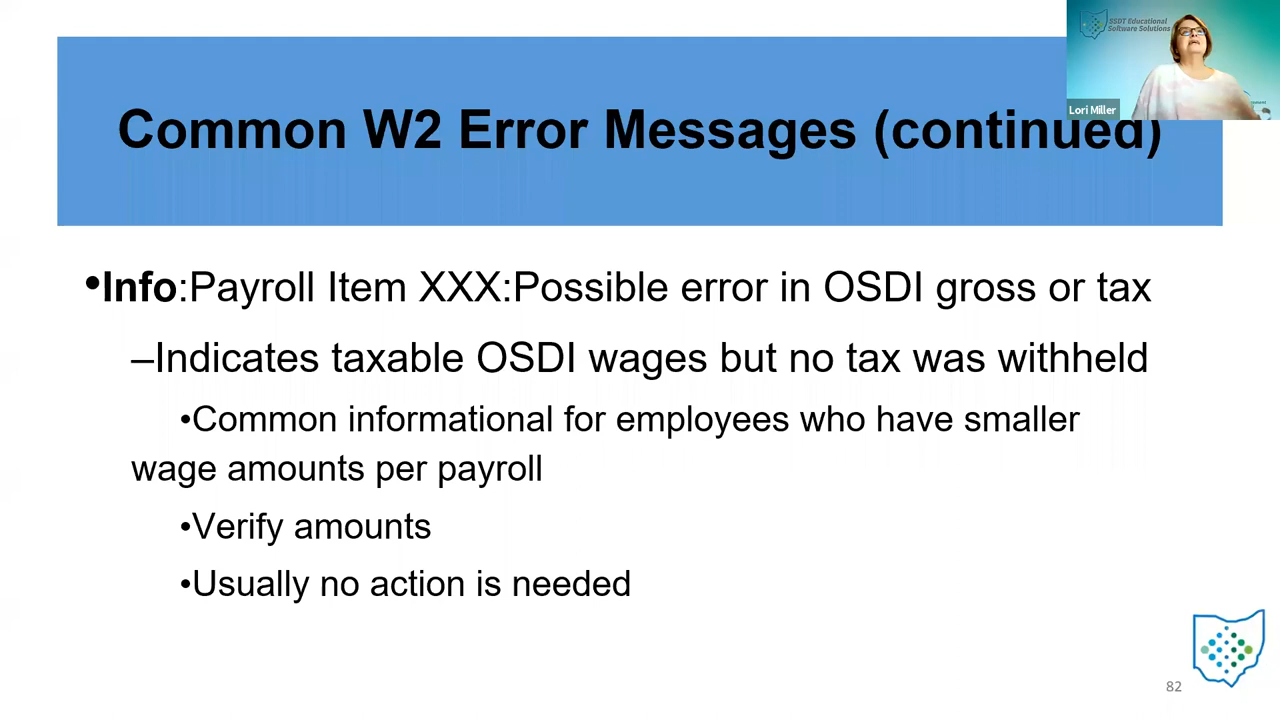 SSDT Educational
Software Solutions
Lori Miller
Common W2 Error Messages (continued)
•Info:Payroll Item XXX:Possible error in OSDI gross or tax
–Indicates taxable OSDI wages but no tax was withheld
•Common informational for employees who have smaller
wage amounts per payroll
•Verify amounts
•Usually no action is needed
82